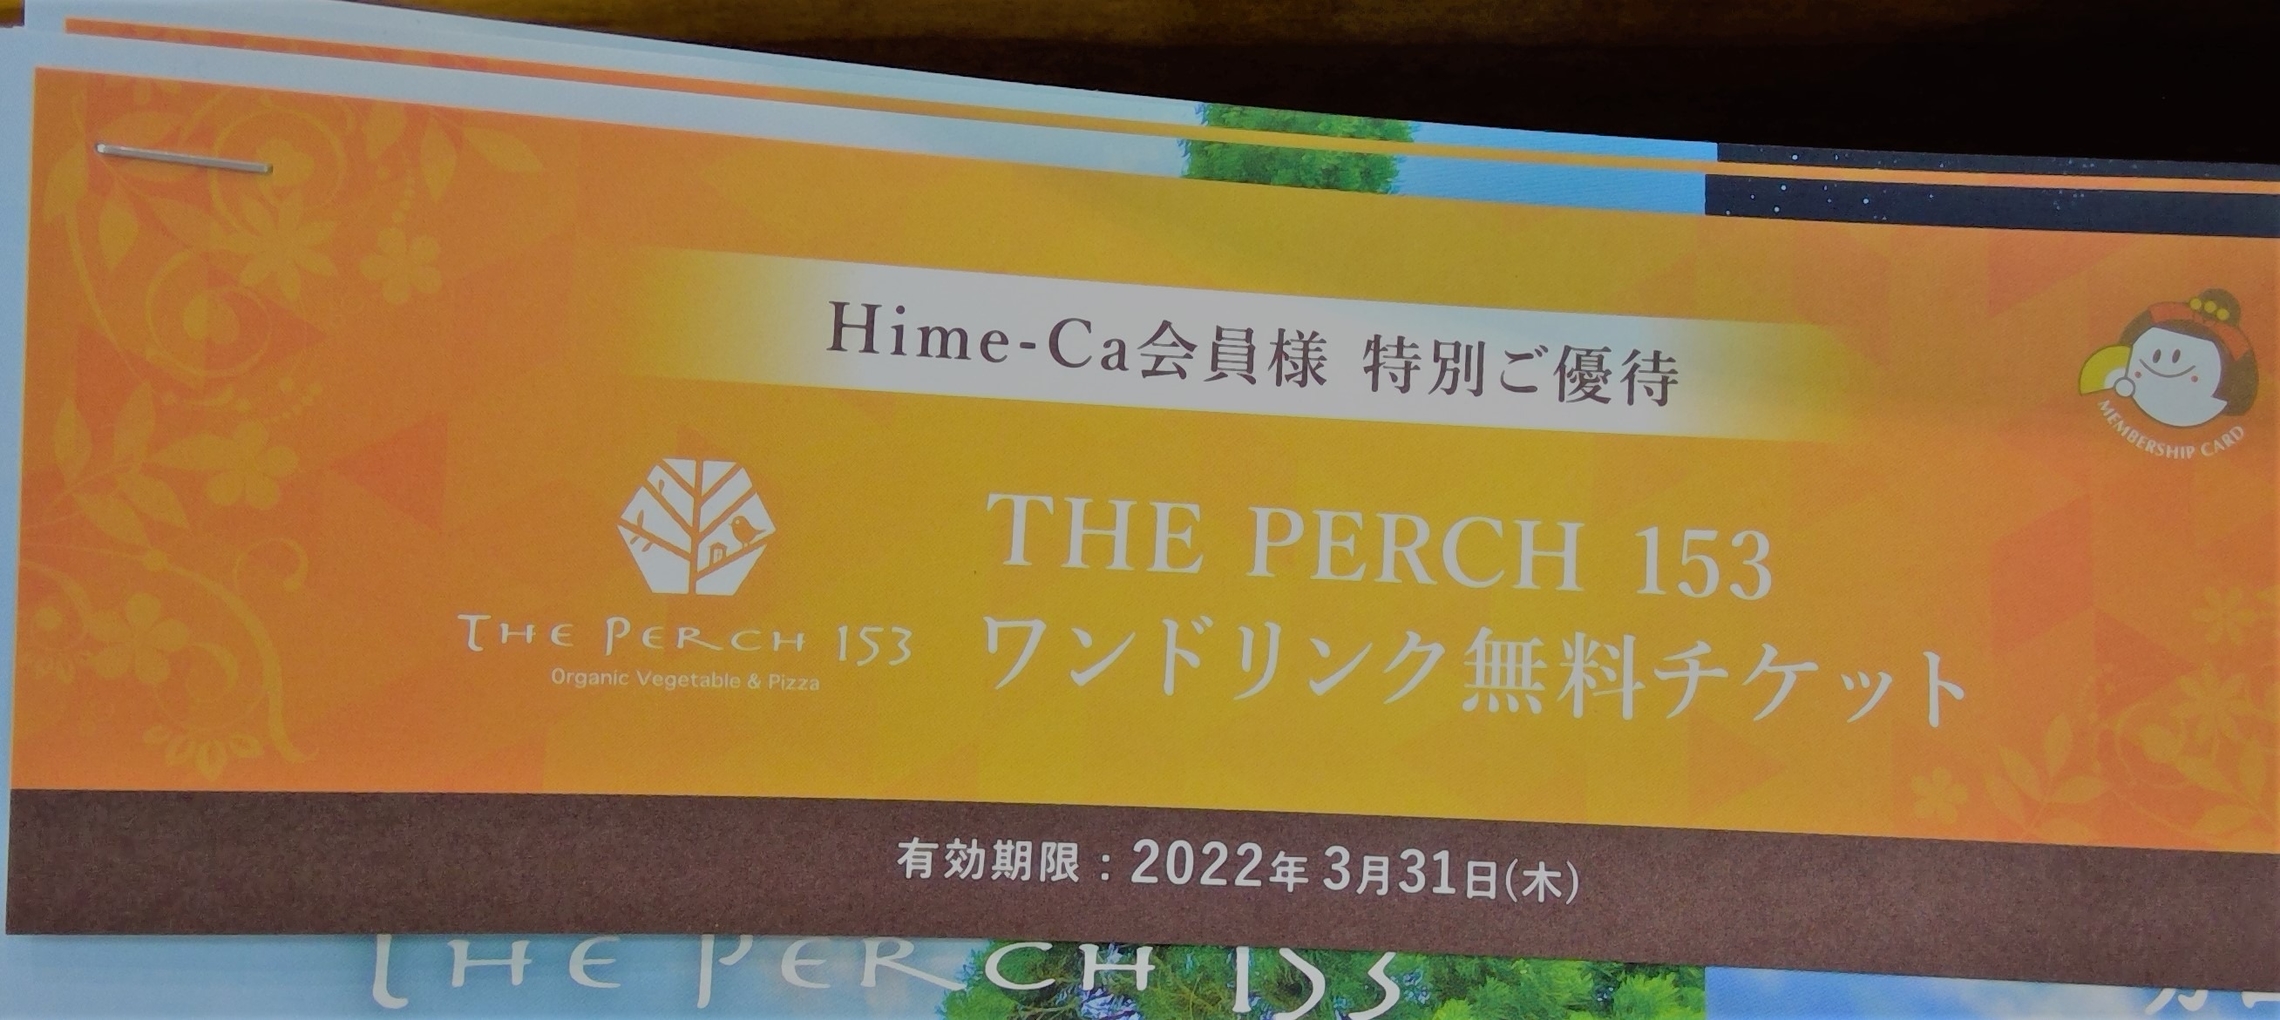 Hime-Ca会員様 特別ご優待
MEMBERSHIP CARD
THE PERCH 153
Organic Vegetable & Pizza
THE PERCH 153
ワンドリンク無料チケット
有効期限：2022年3月31日(木)
THE PERCH 153